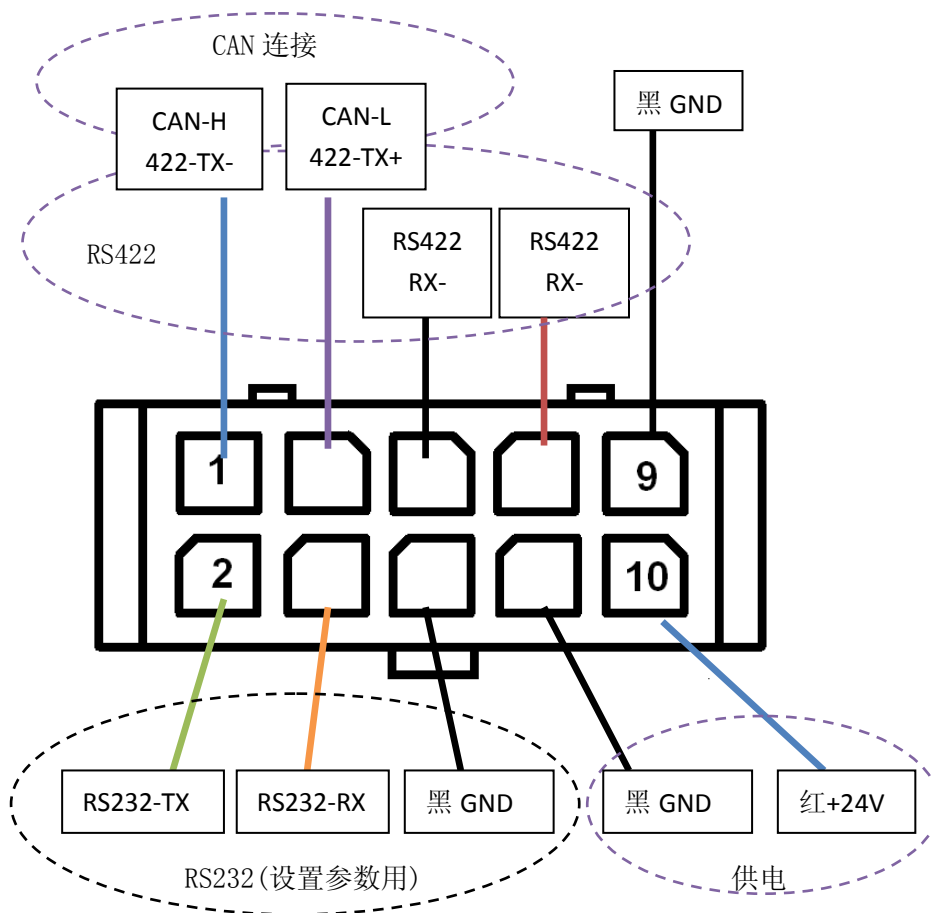 CAN 连接
CAN-H
422-TX-
CAN-L
422-TX+
黑 GND
RS422
RS422
RX-
RS422
RX-
1
9
2
10
RS232-TX
RS232-RX
黑 GND
黑 GND
红+24V
RS232(设置参数用)
供电